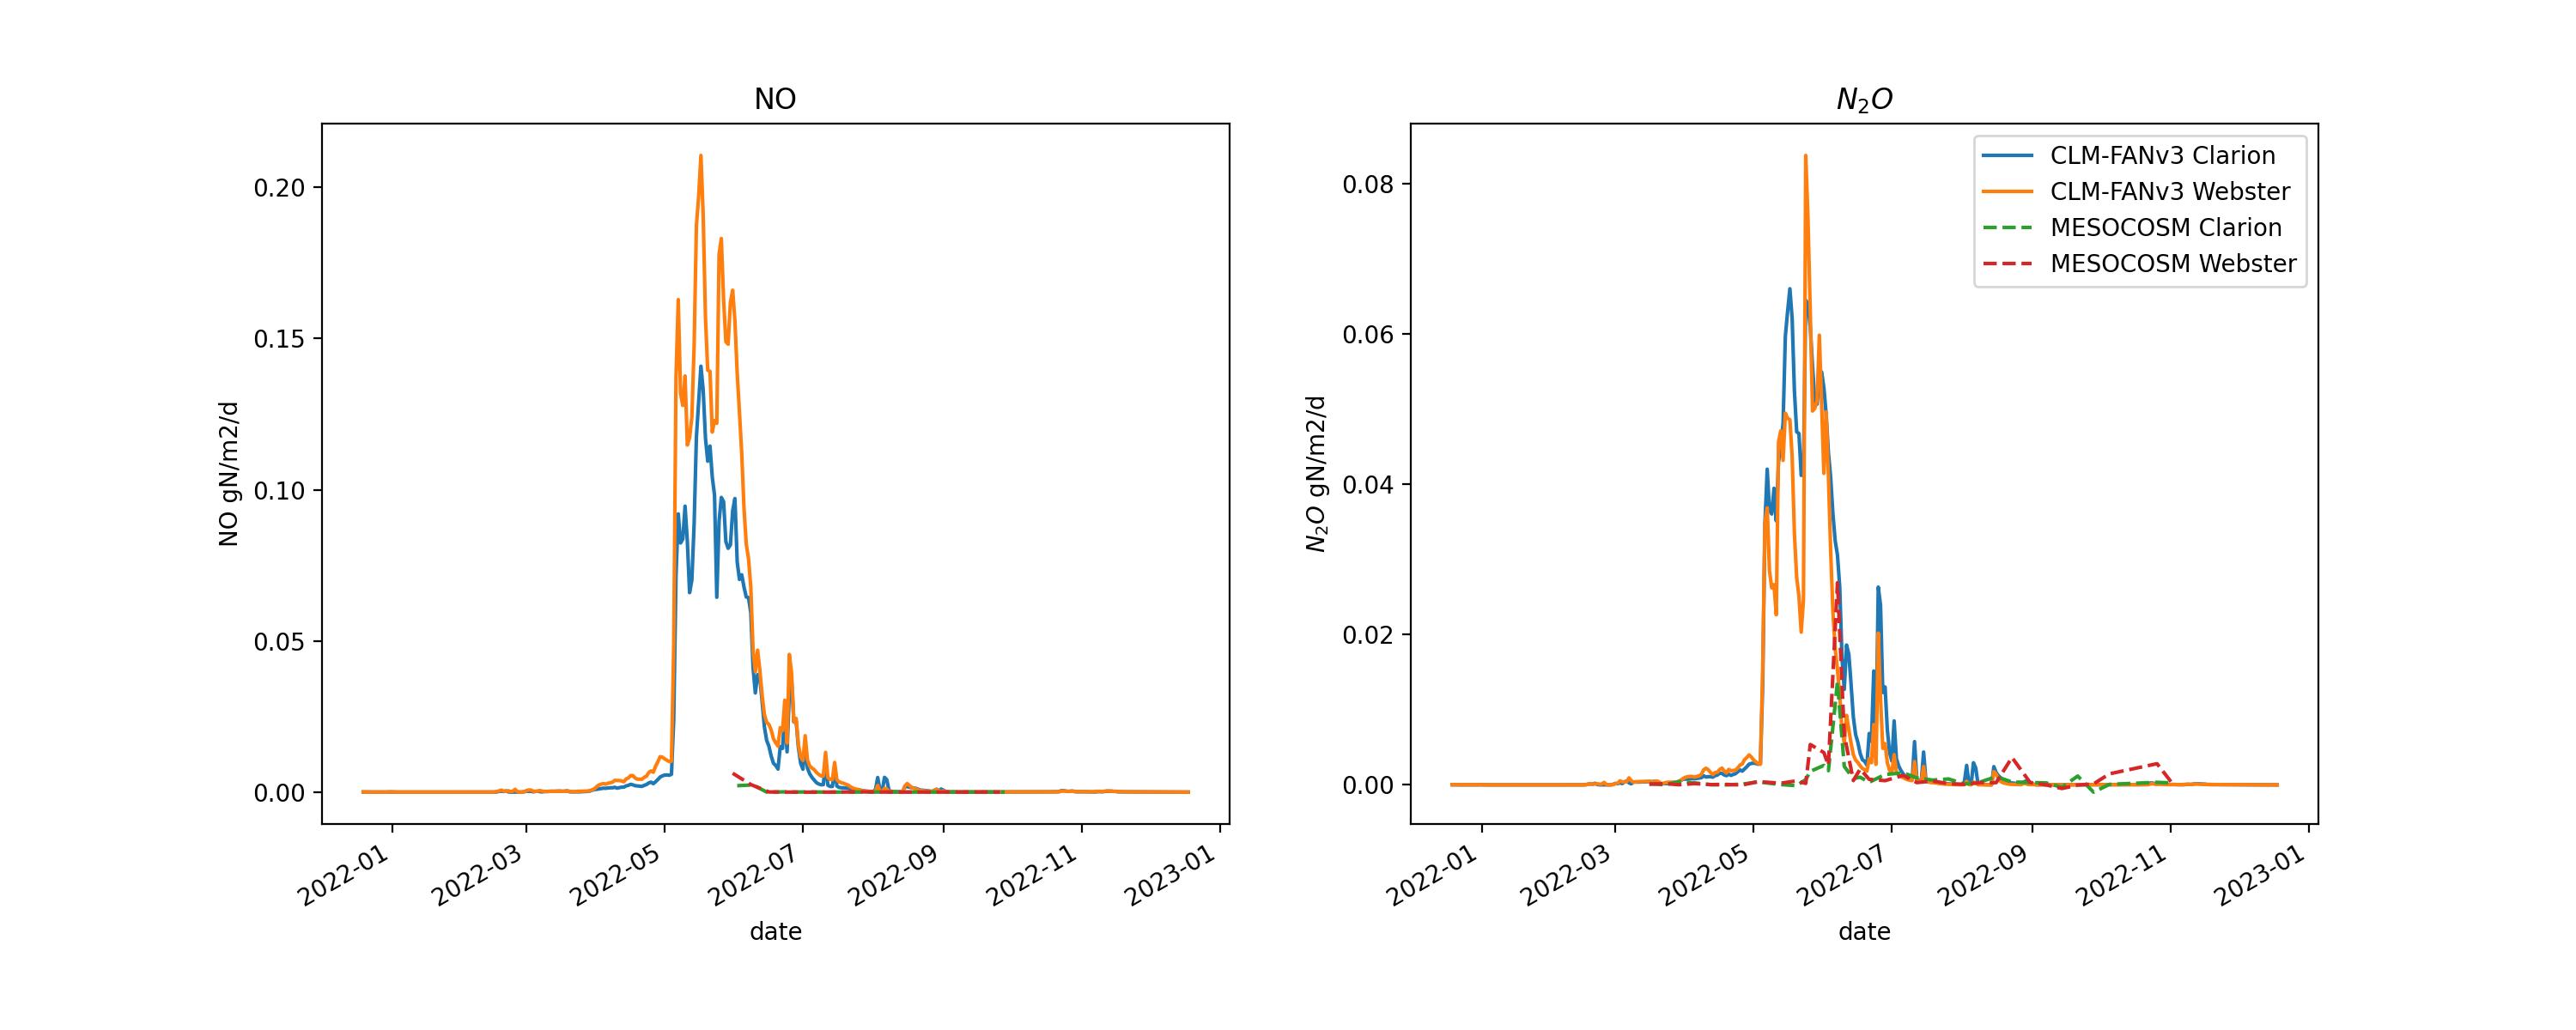 NO
0.20
0.15
0.10
0.05
0.00
NO gN/m2/d
2022-01
2022-03
2022-05
2022-07
2022-09
2022-11
2023-01
date
N₂O
CLM-FANv3 Clarion
CLM-FANv3 Webster
MESOCOSM Clarion
MESOCOSM Webster
0.08
0.06
0.04
0.02
0.00
N₂O gN/m2/d
2022-01
2022-03
2022-05
2022-07
2022-09
2022-11
2023-01
date